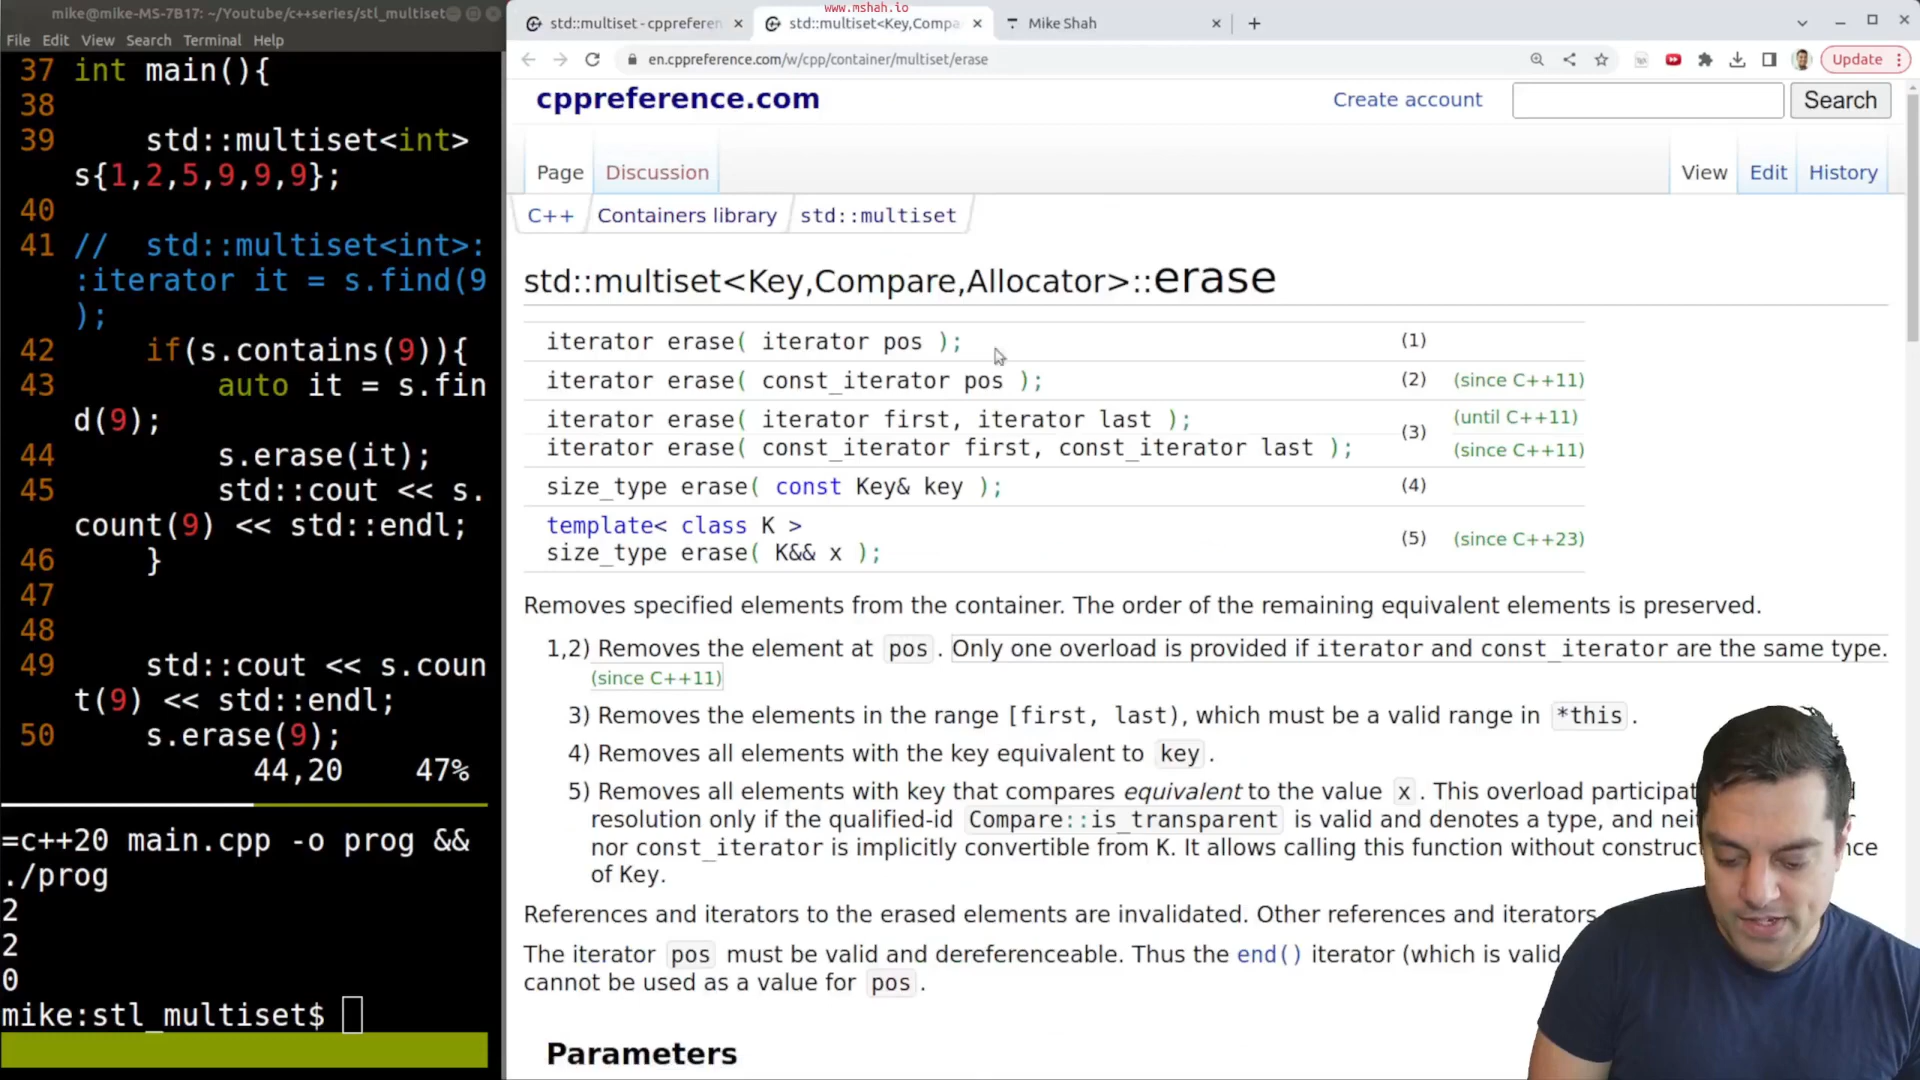 www.mshah.io
mike@mike-MS-7B17: ~/Youtube/c++series/stl_multiset
File Edit View Search Terminal Help
37 int main(){
38
39     std::multiset<int>
s{1,2,5,9,9,9};
40
41 //  std::multiset<int>:
:iterator it = s.find(9
);
42     if(s.contains(9)){
43         auto it = s.fin
d(9);
44         s.erase(it);
45         std::cout << s.
count(9) << std::endl;
46     }
47
48
49     std::cout << s.coun
t(9) << std::endl;
50     s.erase(9);
44,20 47%
=c++20 main.cpp -o prog &&
./prog
2
2
0
mike:stl_multiset$
std::multiset - cppreferen
std::multiset<Key,Compa
Mike Shah
en.cppreference.com/w/cpp/container/multiset/erase
Update
cppreference.com
Create account
Search
Page Discussion
View Edit History
C++ Containers library std::multiset
std::multiset<Key,Compare,Allocator>::erase
iterator erase( iterator pos ); (1)
iterator erase( const_iterator pos ); (2) (since C++11)
iterator erase( iterator first, iterator last ); (until C++11)
(3)
iterator erase( const_iterator first, const_iterator last ); (since C++11)
size_type erase( const Key& key ); (4)
template< class K >
(5) (since C++23)
size_type erase( K&& x );
Removes specified elements from the container. The order of the remaining equivalent elements is preserved.
1,2) Removes the element at pos . Only one overload is provided if iterator and const_iterator are the same type.
(since C++11)
3) Removes the elements in the range [first, last), which must be a valid range in *this .
4) Removes all elements with the key equivalent to key .
5) Removes all elements with key that compares equivalent to the value x . This overload participat
resolution only if the qualified-id Compare::is_transparent is valid and denotes a type, and nei
nor const_iterator is implicitly convertible from K. It allows calling this function without construct nce
of Key.
References and iterators to the erased elements are invalidated. Other references and iterators
The iterator pos must be valid and dereferenceable. Thus the end() iterator (which is valid
cannot be used as a value for pos .
Parameters